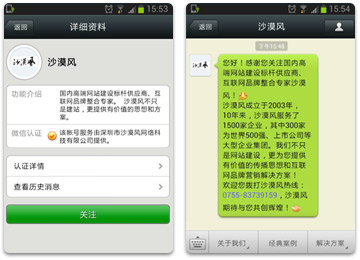 15:53
返回
详细资料
沙漠风
沙漠风
功能介绍
国内高端网站建设标杆供应商、互
联网品牌整合专家。沙漠风不只
是建站，更提供有价值的思想和方
案。
微信认证
该帐号服务由深圳市沙漠风网络科
技有限公司提供。
认证详情
查看历史消息
关注
15:54
返回
沙漠风
下午15:48
您好！感谢您关注国内高
端网站建设标杆供应商、
互联网品牌整合专家沙漠
风！
沙漠风成立于2003年，
10年来，沙漠风服务了
1500家企业，其中300家
为世界500强、上市公司等
大型企业集团。我们不只
是网站建设，更为您提供
有价值的传播思想和互联
网品牌营销解决方案！
欢迎您拨打沙漠风热线：
0755-83739159，沙漠风
期待与您共创辉煌！
关于我们
经典案例
解决方案